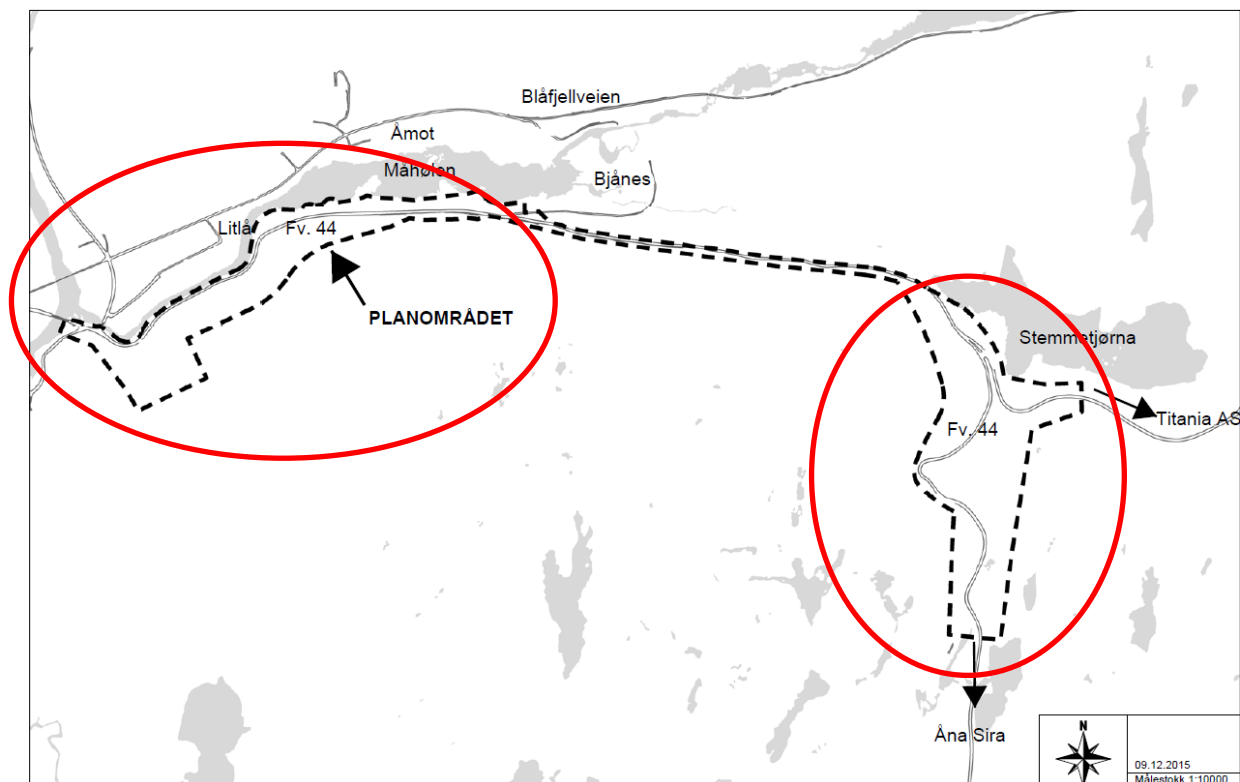 Blåfjellveien
Åmot
Måhølen
Bjånes
Litlå
Fv. 44
PLANOMRÅDET
Stemmetjørna
Titania AS
Fv. 44
Åna Sira
N
09.12.2015
Målestokk 1:10000